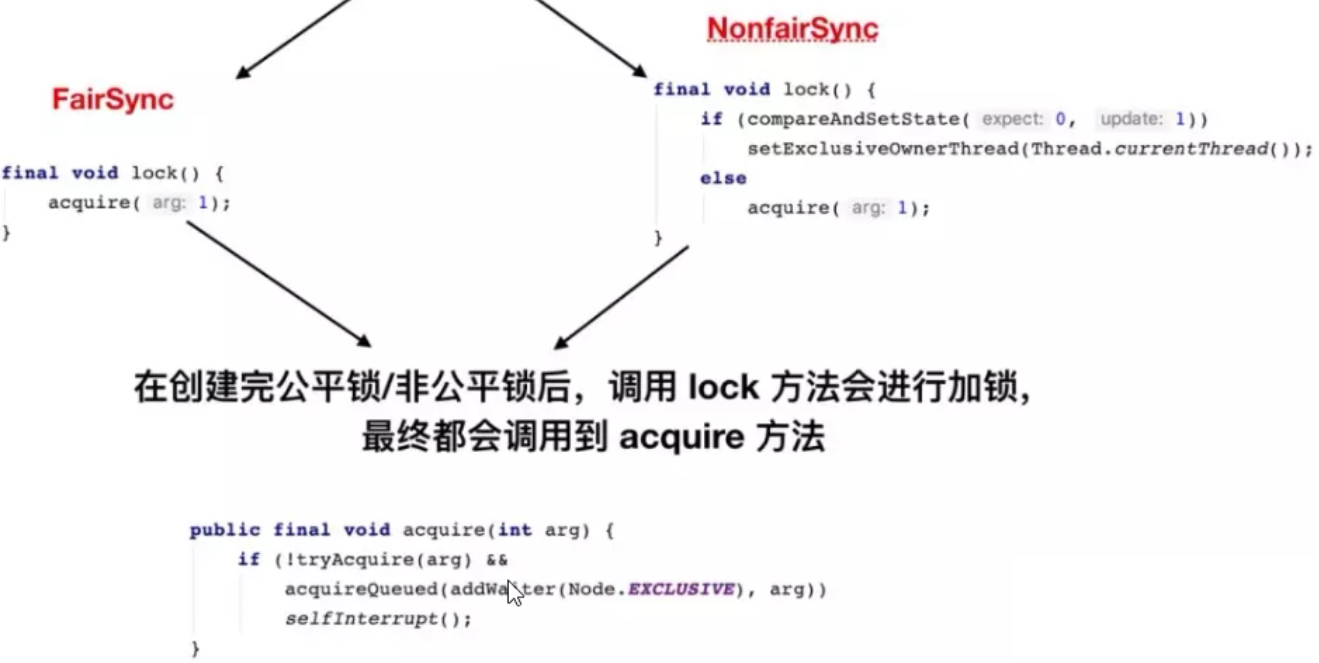 NonfairSync
final void lock() {
if (compareAndSetState( expect: 0, update: 1))
setExclusiveOwnerThread(Thread.currentThread());
else
acquire( arg: 1);
}
FairSync
final void lock() {
acquire( arg: 1);
}
在创建完公平锁/非公平锁后，调用 lock 方法会进行加锁，
最终都会调用到 acquire 方法
public final void acquire(int arg) {
if (!tryAcquire(arg) &&
acquireQueued(addWaiter(Node.EXCLUSIVE), arg))
selfInterrupt();
}